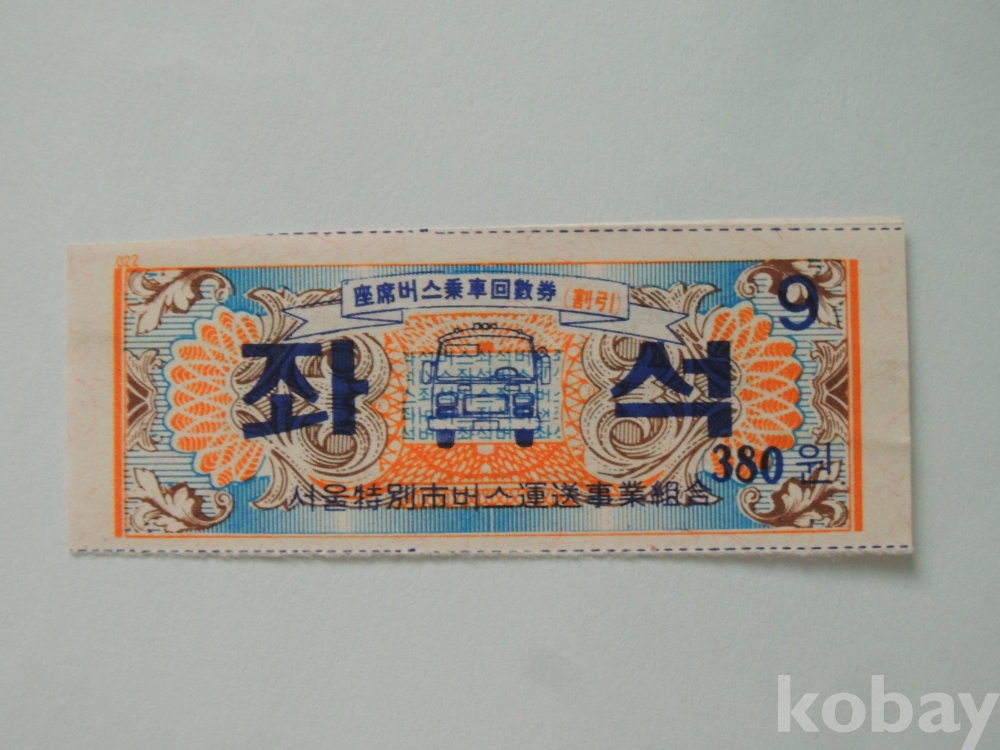 022
座席버스乘車回數券(割引)
9
좌석
380원
서울特別市버스運送事業組合
kobay